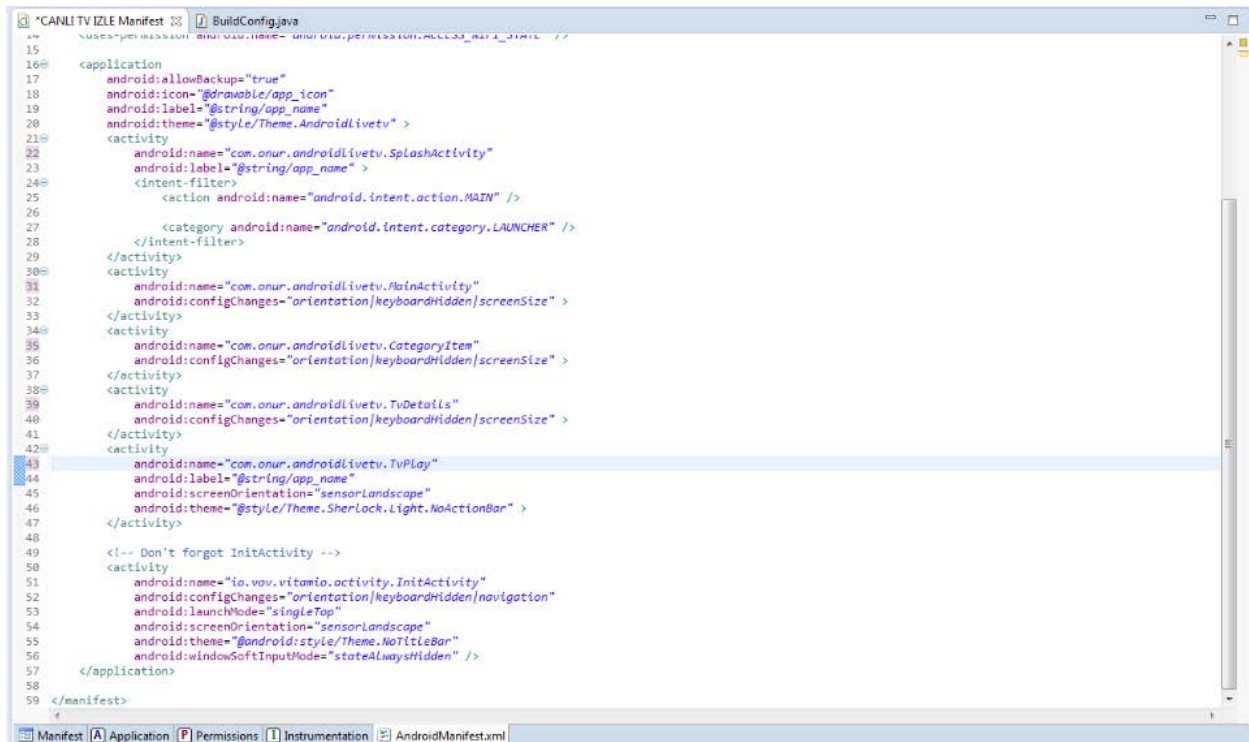 *CANLI TV IZLE Manifest BuildConfig.java
14 <uses-permission android:name="android.permission.ACCESS_WIFI_STATE" />
15
16 <application
17 android:allowBackup="true"
18 android:icon="@drawable/app_icon"
19 android:label="@string/app_name"
20 android:theme="@style/Theme.Androidlivetv" >
21 <activity
22 android:name="com.onur.androidlivetv.SplashActivity"
23 android:label="@string/app_name" >
24 <intent-filter>
25 <action android:name="android.intent.action.MAIN" />
26
27 <category android:name="android.intent.category.LAUNCHER" />
28 </intent-filter>
29 </activity>
30 <activity
31 android:name="com.onur.androidlivetv.MainActivity"
32 android:configChanges="orientation|keyboardHidden|screenSize" >
33 </activity>
34 <activity
35 android:name="com.onur.androidlivetv.CategoryItem"
36 android:configChanges="orientation|keyboardHidden|screenSize" >
37 </activity>
38 <activity
39 android:name="com.onur.androidlivetv.TvDetails"
40 android:configChanges="orientation|keyboardHidden|screenSize" >
41 </activity>
42 <activity
43 android:name="com.onur.androidlivetv.TvPlay"
44 android:label="@string/app_name"
45 android:screenOrientation="sensorLandscape"
46 android:theme="@style/Theme.Sherlock.Light.NoActionBar" >
47 </activity>
48
49 <!-- Don't forgot InitActivity -->
50 <activity
51 android:name="io.vov.vitamio.activity.InitActivity"
52 android:configChanges="orientation|keyboardHidden|navigation"
53 android:launchMode="singleTop"
54 android:screenOrientation="sensorLandscape"
55 android:theme="@android:style/Theme.NoTitleBar"
56 android:windowSoftInputMode="stateAlwaysHidden" />
57 </application>
58
59 </manifest>
Manifest A Application P Permissions I Instrumentation AndroidManifest.xml